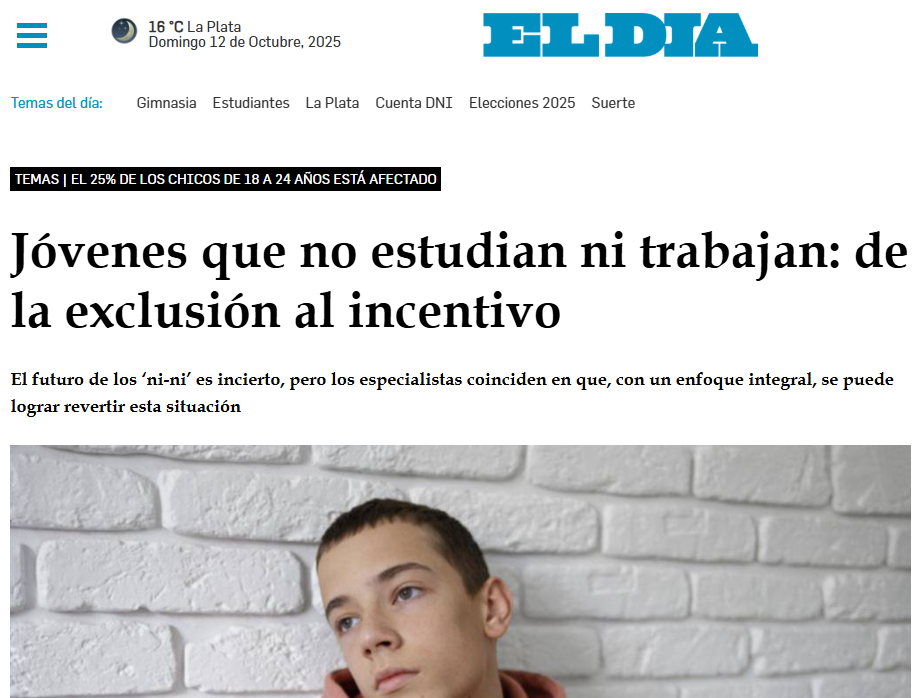 16 °C La Plata
Domingo 12 de Octubre, 2025
EL DIA
Temas del día: Gimnasia Estudiantes La Plata Cuenta DNI Elecciones 2025 Suerte
TEMAS | EL 25% DE LOS CHICOS DE 18 A 24 AÑOS ESTÁ AFECTADO
Jóvenes que no estudian ni trabajan: de
la exclusión al incentivo
El futuro de los ‘ni-ni’ es incierto, pero los especialistas coinciden en que, con un enfoque integral, se puede
lograr revertir esta situación